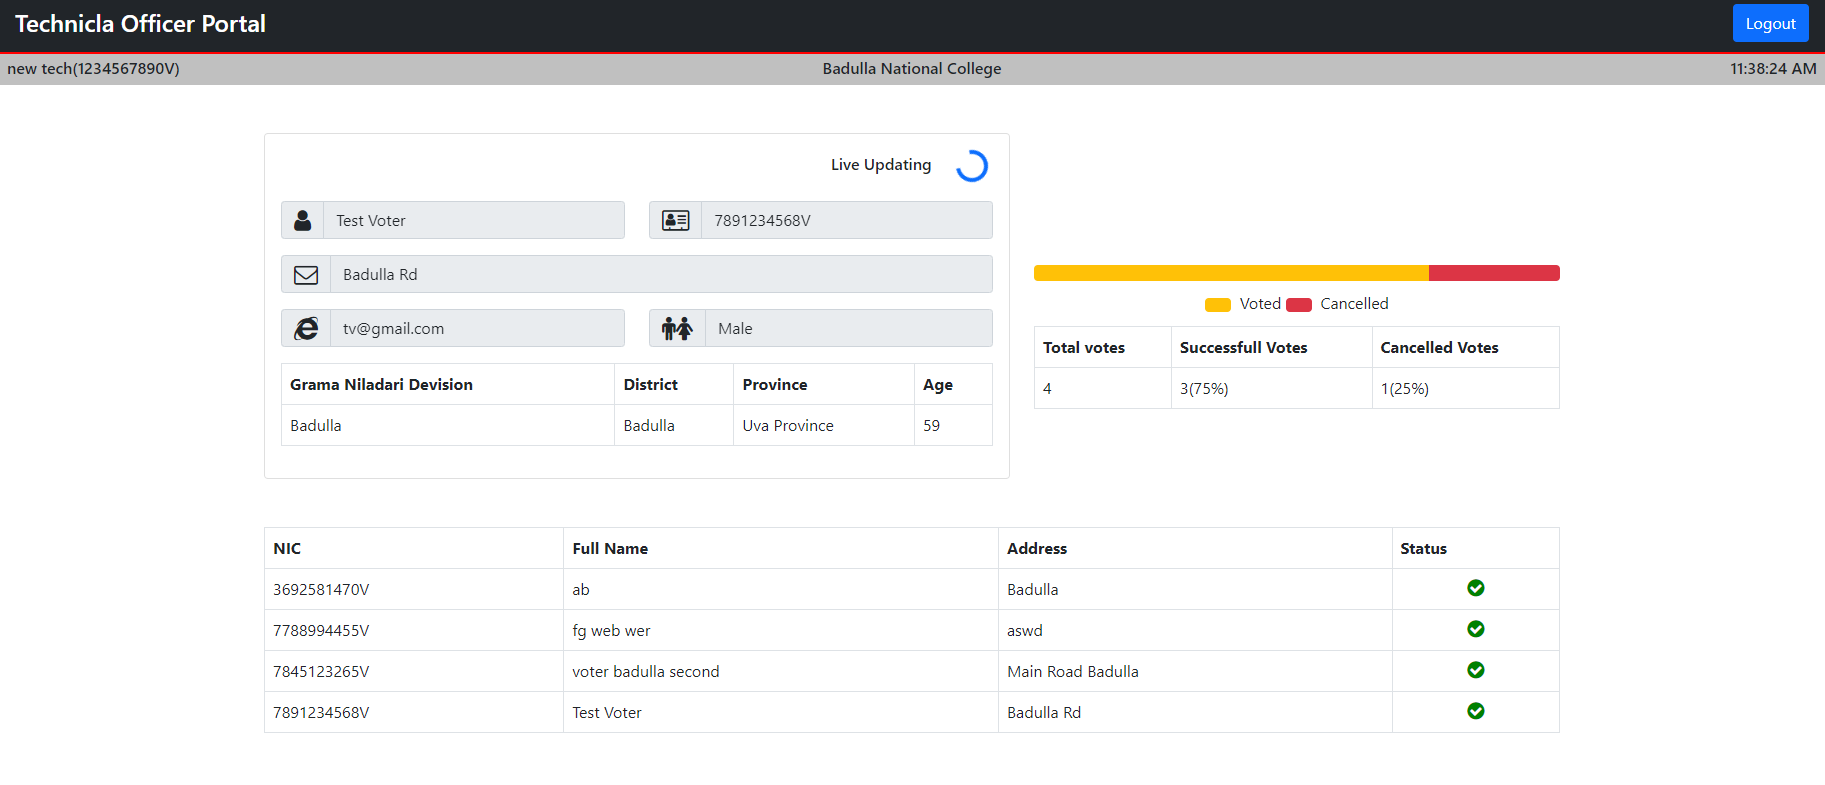 Technicla Officer Portal
Logout
new tech(1234567890V)
Badulla National College
11:38:24 AM
Live Updating
Test Voter
7891234568V
Badulla Rd
tv@gmail.com
Male
Grama Niladari Devision District Province Age
Badulla Badulla Uva Province 59
Voted Cancelled
Total votes Successfull Votes Cancelled Votes
4 3(75%) 1(25%)
NIC Full Name Address Status
3692581470V ab Badulla
7788994455V fg web wer aswd
7845123265V voter badulla second Main Road Badulla
7891234568V Test Voter Badulla Rd